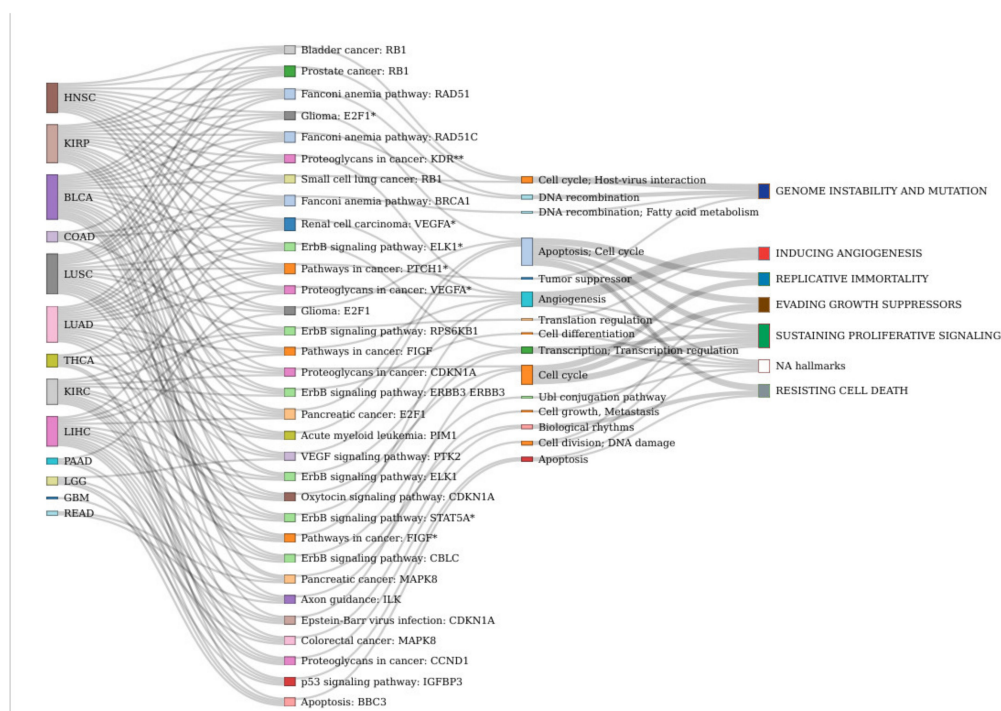 HNSC
KIRP
BLCA
COAD
LUSC
LUAD
THCA
KIRC
LIHC
PAAD
LGG
GBM
READ
Bladder cancer: RB1
Prostate cancer: RB1
Fanconi anemia pathway: RAD51
Glioma: E2F1*
Fanconi anemia pathway: RAD51C
Proteoglycans in cancer: KDR**
Small cell lung cancer: RB1
Fanconi anemia pathway: BRCA1
Renal cell carcinoma: VEGFA*
ErbB signaling pathway: ELK1*
Pathways in cancer: PTCH1*
Proteoglycans in cancer: VEGFA*
Glioma: E2F1
ErbB signaling pathway: RPS6KB1
Pathways in cancer: FIGF
Proteoglycans in cancer: CDKN1A
ErbB signaling pathway: ERBB3 ERBB3
Pancreatic cancer: E2F1
Acute myeloid leukemia: PIM1
VEGF signaling pathway: PTK2
ErbB signaling pathway: ELK1
Oxytocin signaling pathway: CDKN1A
ErbB signaling pathway: STAT5A*
Pathways in cancer: FIGF*
ErbB signaling pathway: CBLC
Pancreatic cancer: MAPK8
Axon guidance: ILK
Epstein-Barr virus infection: CDKN1A
Colorectal cancer: MAPK8
Proteoglycans in cancer: CCND1
p53 signaling pathway: IGFBP3
Apoptosis: BBC3
Cell cycle; Host-virus interaction
DNA recombination
DNA recombination; Fatty acid metabolism
Apoptosis; Cell cycle
Tumor suppressor
Angiogenesis
Translation regulation
Cell differentiation
Transcription; Transcription regulation
Cell cycle
Ubl conjugation pathway
Cell growth, Metastasis
Biological rhythms
Cell division; DNA damage
Apoptosis
GENOME INSTABILITY AND MUTATION
INDUCING ANGIOGENESIS
REPLICATIVE IMMORTALITY
EVADING GROWTH SUPPRESSORS
SUSTAINING PROLIFERATIVE SIGNALING
NA hallmarks
RESISTING CELL DEATH